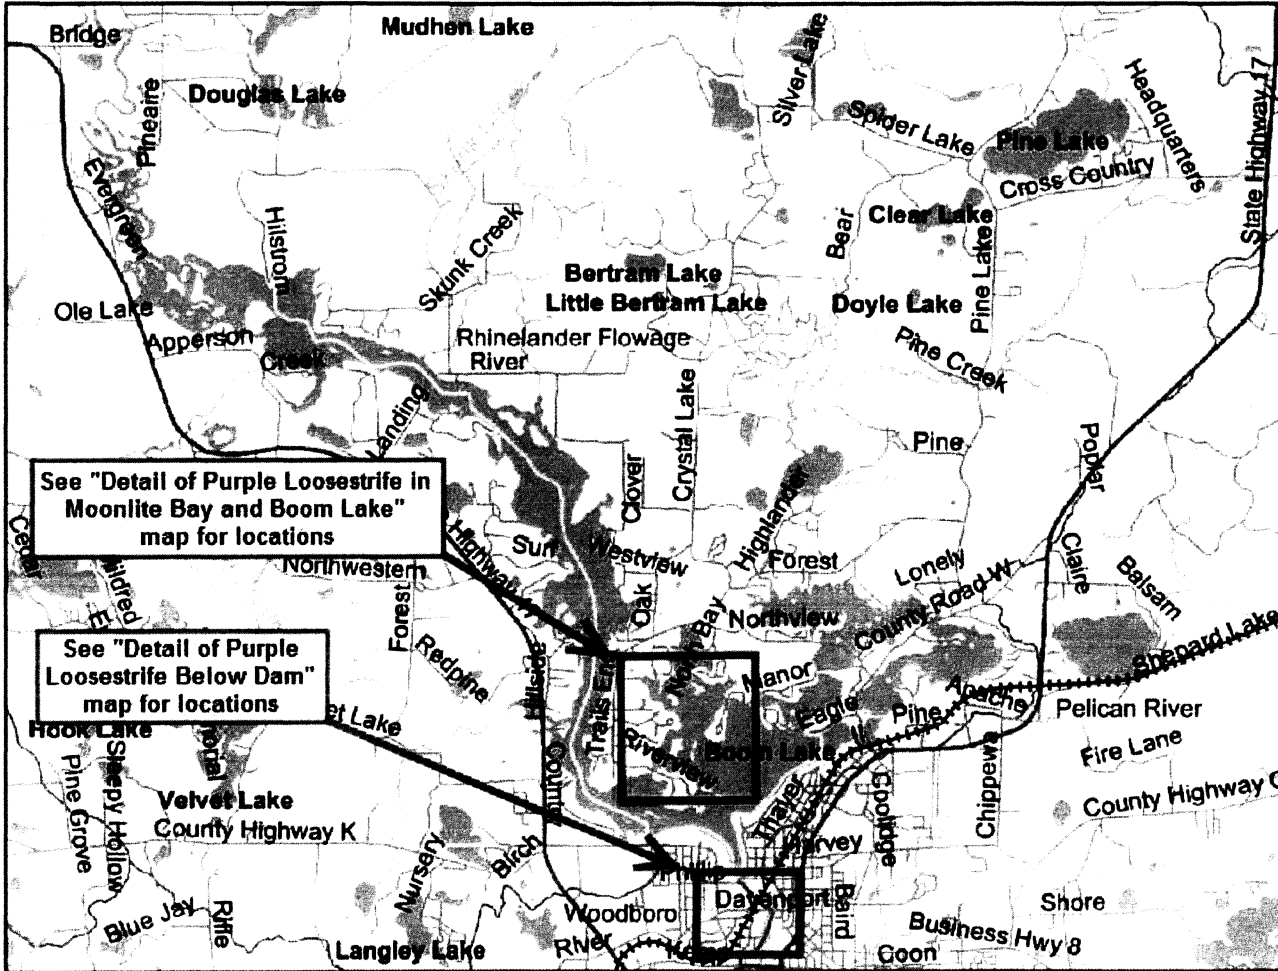 Bridge
Mudhen Lake
Silver Lake
Headquarters
State Highway 17
Pineaire
Douglas Lake
Spider Lake
Pine Lake
Cross Country
Evergreen
Hilstrom
Skunk Creek
Bear
Clear Lake
Pine Lake
Bertram Lake
Little Bertram Lake
Doyle Lake
Ole Lake
Apperson
Creek
Rhinelander Flowage
River
Pine Creek
Landing
Crystal Lake
Clover
Pine
Poplar
See "Detail of Purple Loosestrife in
Moonlite Bay and Boom Lake"
map for locations
Cedar
Highway
Sun
Westview
Highlander
Forest
Lonely
Claire
Balsam
Northwestern
Forest
Oak
Northview
County Road W
Shepard Lake
See "Detail of Purple
Loosestrife Below Dam"
map for locations
Redpine
Hillside
Trails End
Manor
Eagle
Pine
Apache
Pelican River
Hook Lake
Riverview
Boom Lake
Fire Lane
Pine Grove
Sleepy Hollow
Velvet Lake
County Highway K
County
Thayer
Coolidge
Chippewa
Nursery
Birch
Harvey
Blue Jay
Rifle
Woodboro
Davenport
Baird
Shore
Langley Lake
River
Kemp
Business Hwy 8
Coon